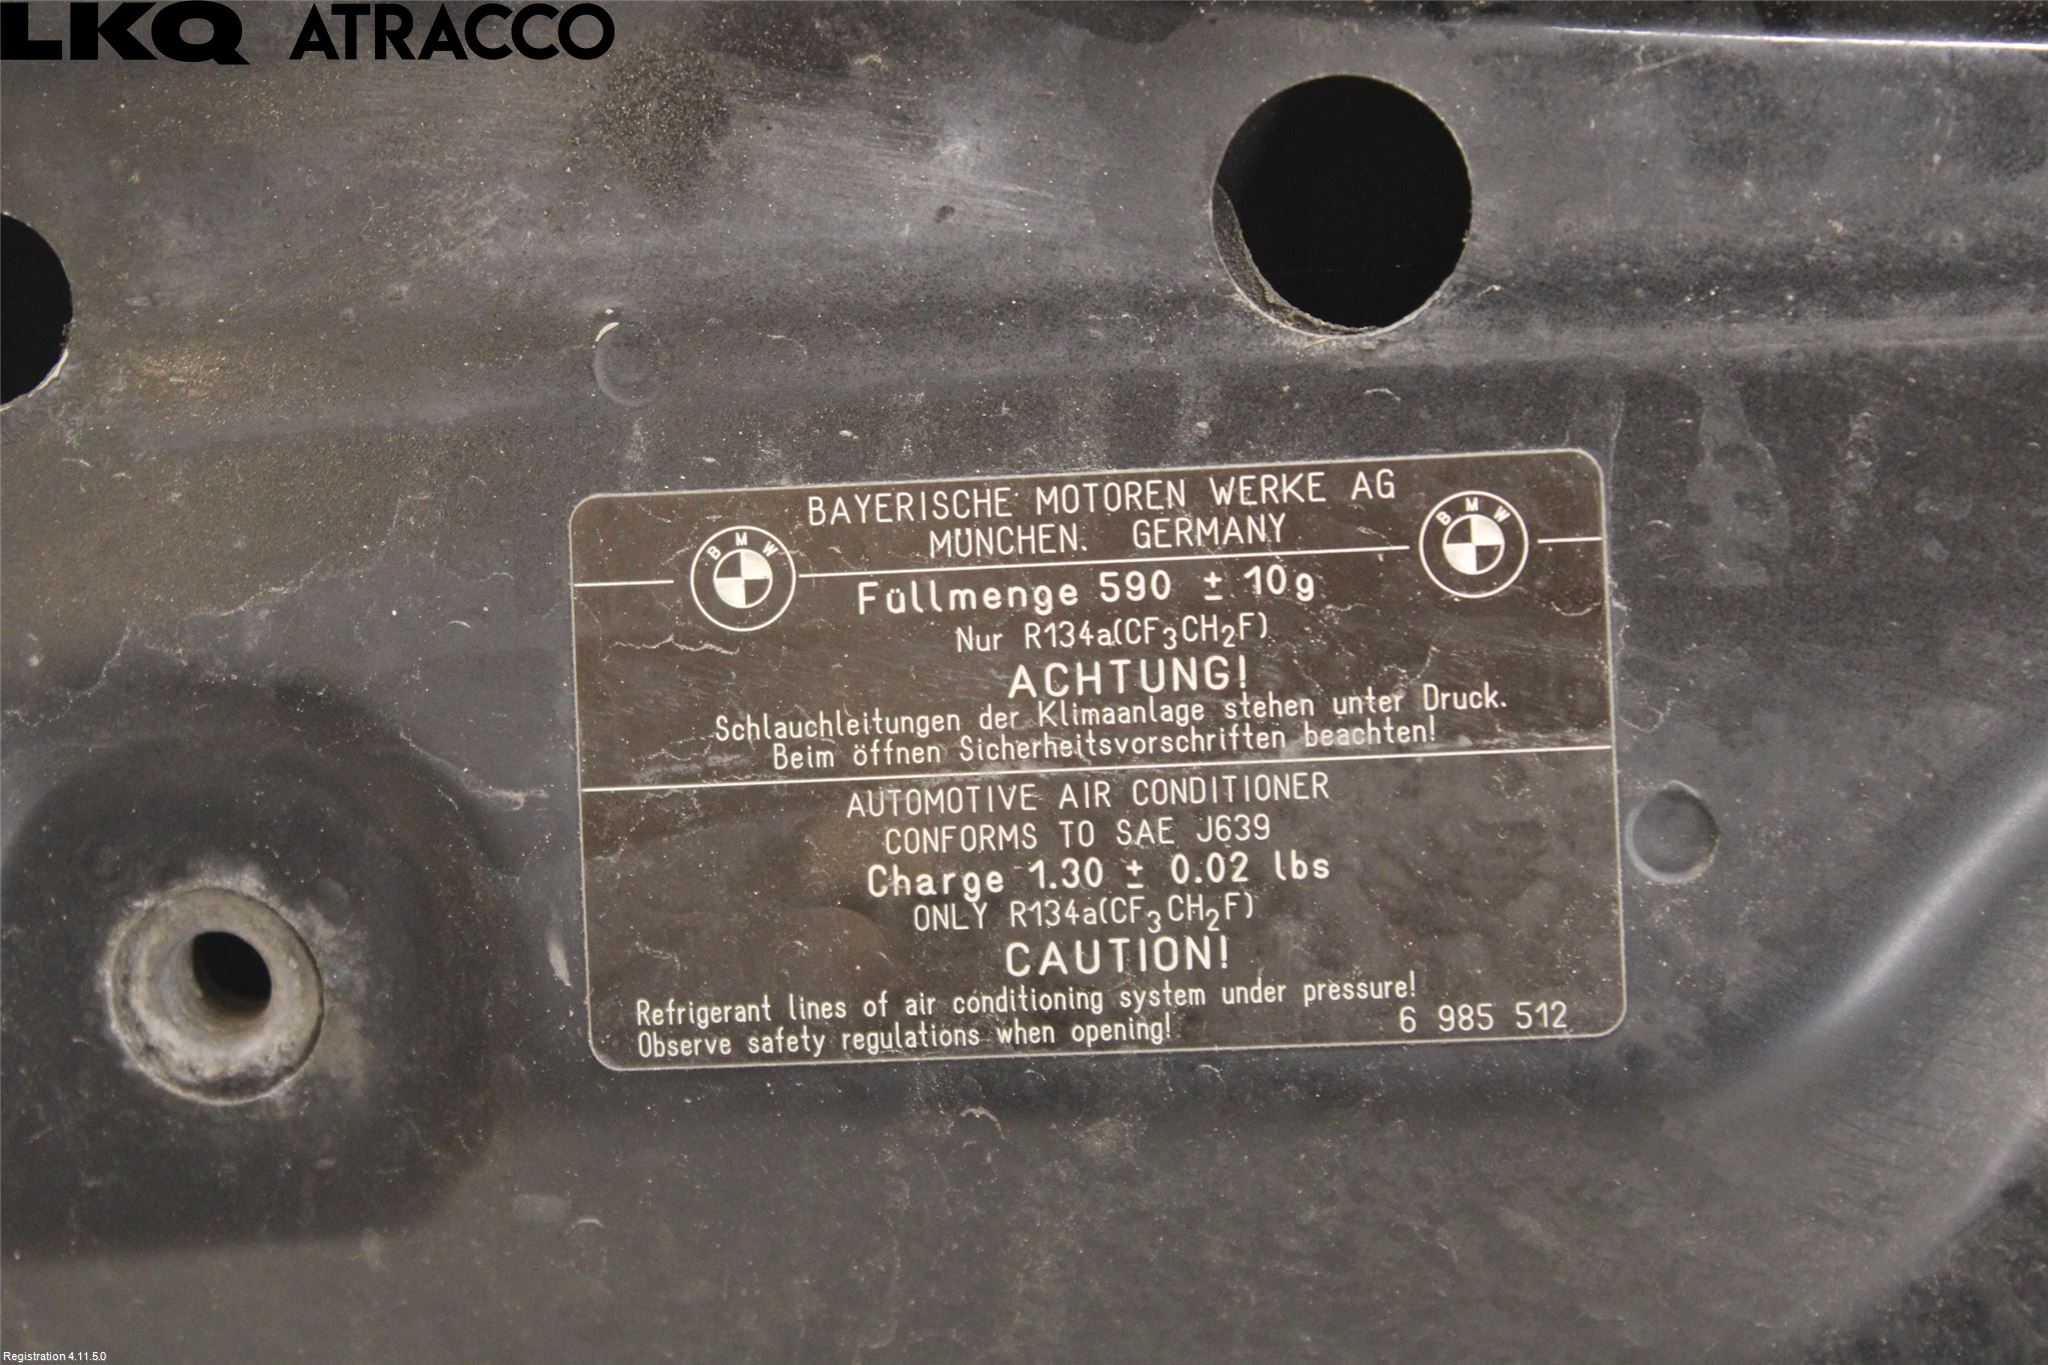 LKQ ATRACCO
BAYERISCHE MOTOREN WERKE AG
MÜNCHEN. GERMANY
BMW
BMW
Füllmenge 590 ± 10g
Nur R134a(CF₃CH₂F)
ACHTUNG!
Schlauchleitungen der Klimaanlage stehen unter Druck.
Beim öffnen Sicherheitsvorschriften beachten!
AUTOMOTIVE AIR CONDITIONER
CONFORMS TO SAE J639
Charge 1.30 ± 0.02 lbs
ONLY R134a(CF₃CH₂F)
CAUTION!
Refrigerant lines of air conditioning system under pressure!
Observe safety regulations when opening!
6 985 512
Registration 4.11.5.0